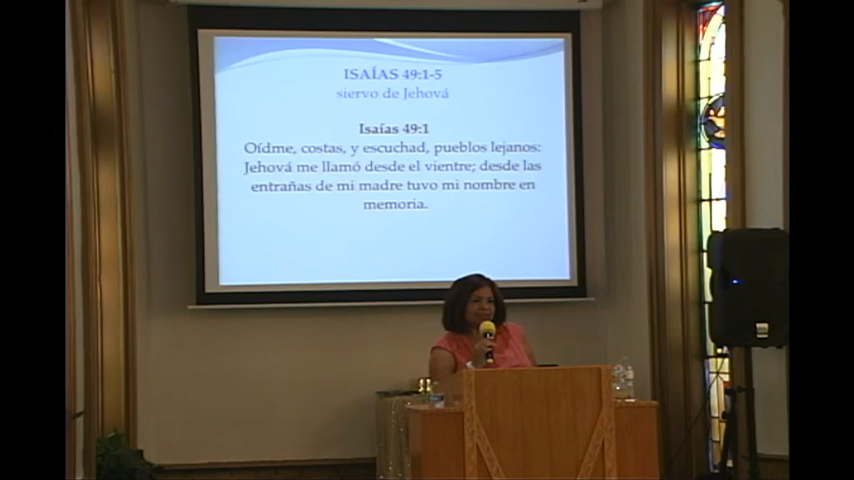 ISAÍAS 49:1-5
siervo de Jehová
Isaías 49:1
Oídme, costas, y escuchad, pueblos lejanos:
Jehová me llamó desde el vientre; desde las
entrañas de mi madre tuvo mi nombre en
memoria.